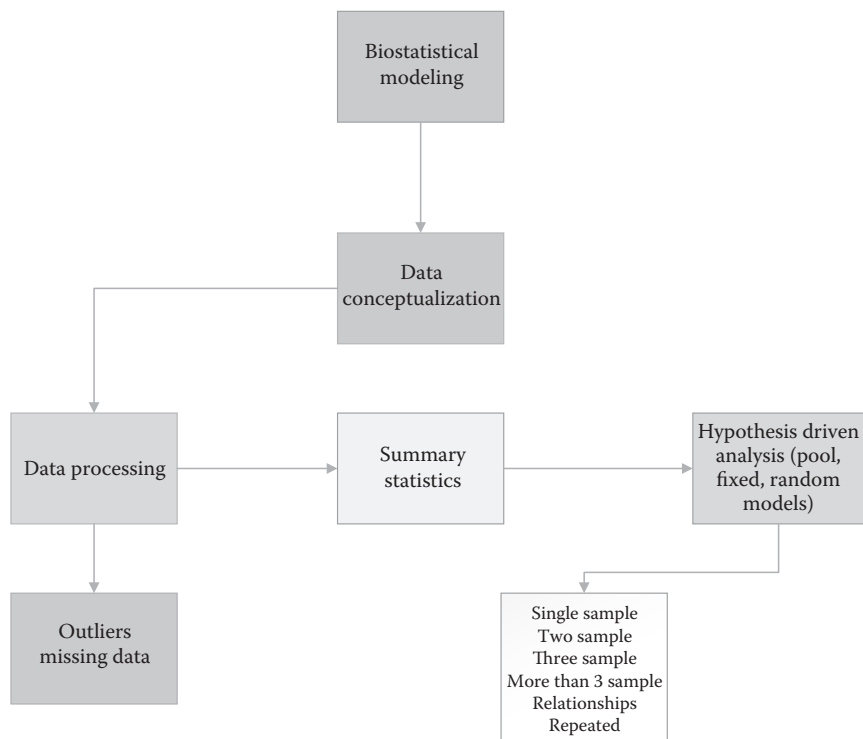 Biostatistical
modeling
Data
conceptualization
Data processing
Summary
statistics
Hypothesis driven
analysis (pool,
fixed, random
models)
Outliers
missing data
Single sample
Two sample
Three sample
More than 3 sample
Relationships
Repeated